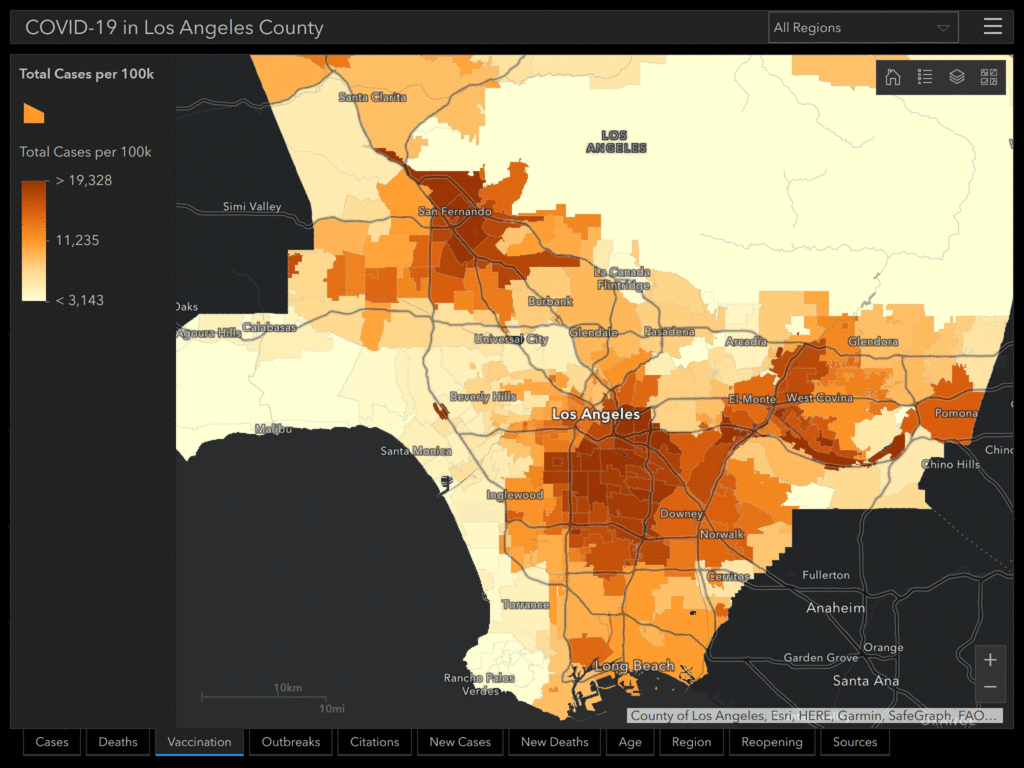 COVID-19 in Los Angeles County
All Regions
Total Cases per 100k
Total Cases per 100k
> 19,328
11,235
< 3,143
Santa Clarita
LOS
ANGELES
Simi Valley
San Fernando
La Canada
Flintridge
Burbank
Oaks
Agoura Hills
Calabasas
Universal City
Glendale
Pasadena
Arcadia
Glendora
Beverly Hills
El Monte
West Covina
Los Angeles
Pomona
Malibu
Santa Monica
Chino
Chino Hills
Inglewood
Downey
Norwalk
Cerritos
Fullerton
Torrance
Anaheim
Orange
Garden Grove
Long Beach
Rancho Palos
Verdes
Santa Ana
10km
10mi
+
−
County of Los Angeles, Esri, HERE, Garmin, SafeGraph, FAO…
ORANGE
Cases
Deaths
Vaccination
Outbreaks
Citations
New Cases
New Deaths
Age
Region
Reopening
Sources